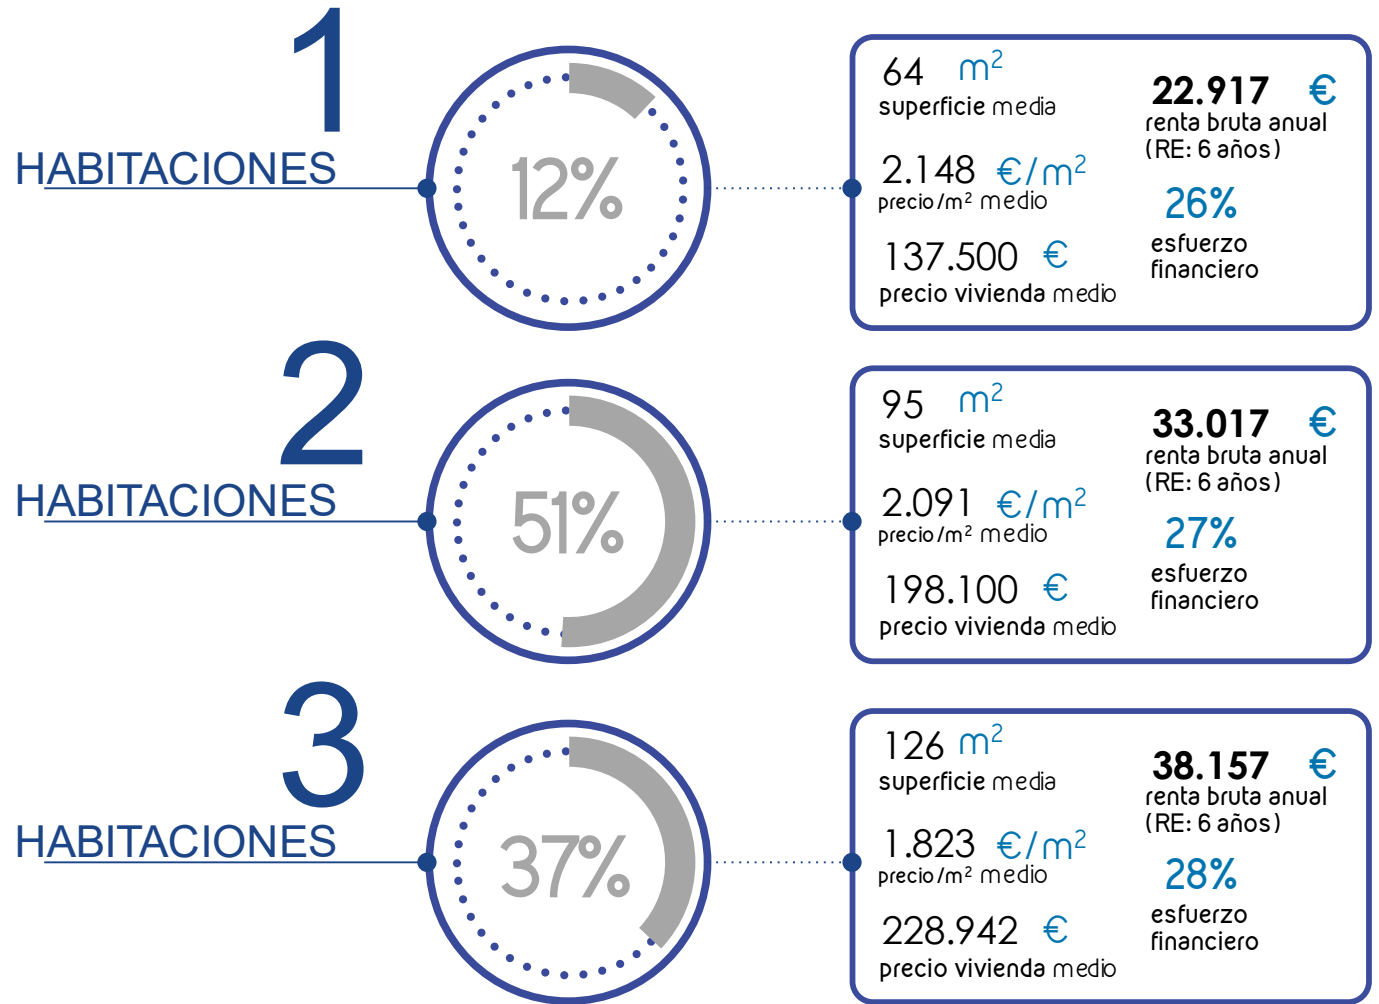 1
HABITACIONES
12%
64 m²
superficie media
2.148 €/m²
precio/m² medio
137.500 €
precio vivienda medio
22.917 €
renta bruta anual
(RE: 6 años)
26%
esfuerzo
financiero
2
HABITACIONES
51%
95 m²
superficie media
2.091 €/m²
precio/m² medio
198.100 €
precio vivienda medio
33.017 €
renta bruta anual
(RE: 6 años)
27%
esfuerzo
financiero
3
HABITACIONES
37%
126 m²
superficie media
1.823 €/m²
precio/m² medio
228.942 €
precio vivienda medio
38.157 €
renta bruta anual
(RE: 6 años)
28%
esfuerzo
financiero